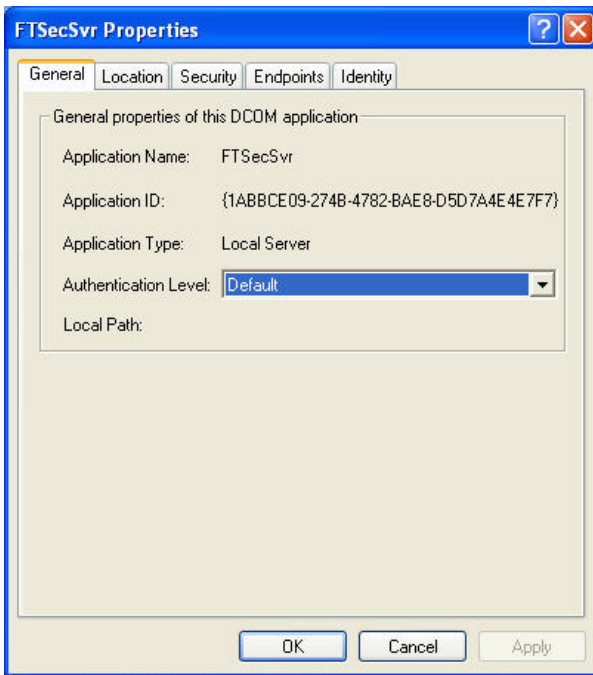 FTSecSvr Properties
General Location Security Endpoints Identity
General properties of this DCOM application
Application Name: FTSecSvr
Application ID: {1ABBCE09-274B-4782-BAE8-D5D7A4E4E7F7}
Application Type: Local Server
Authentication Level: Default
Local Path:
OK Cancel Apply